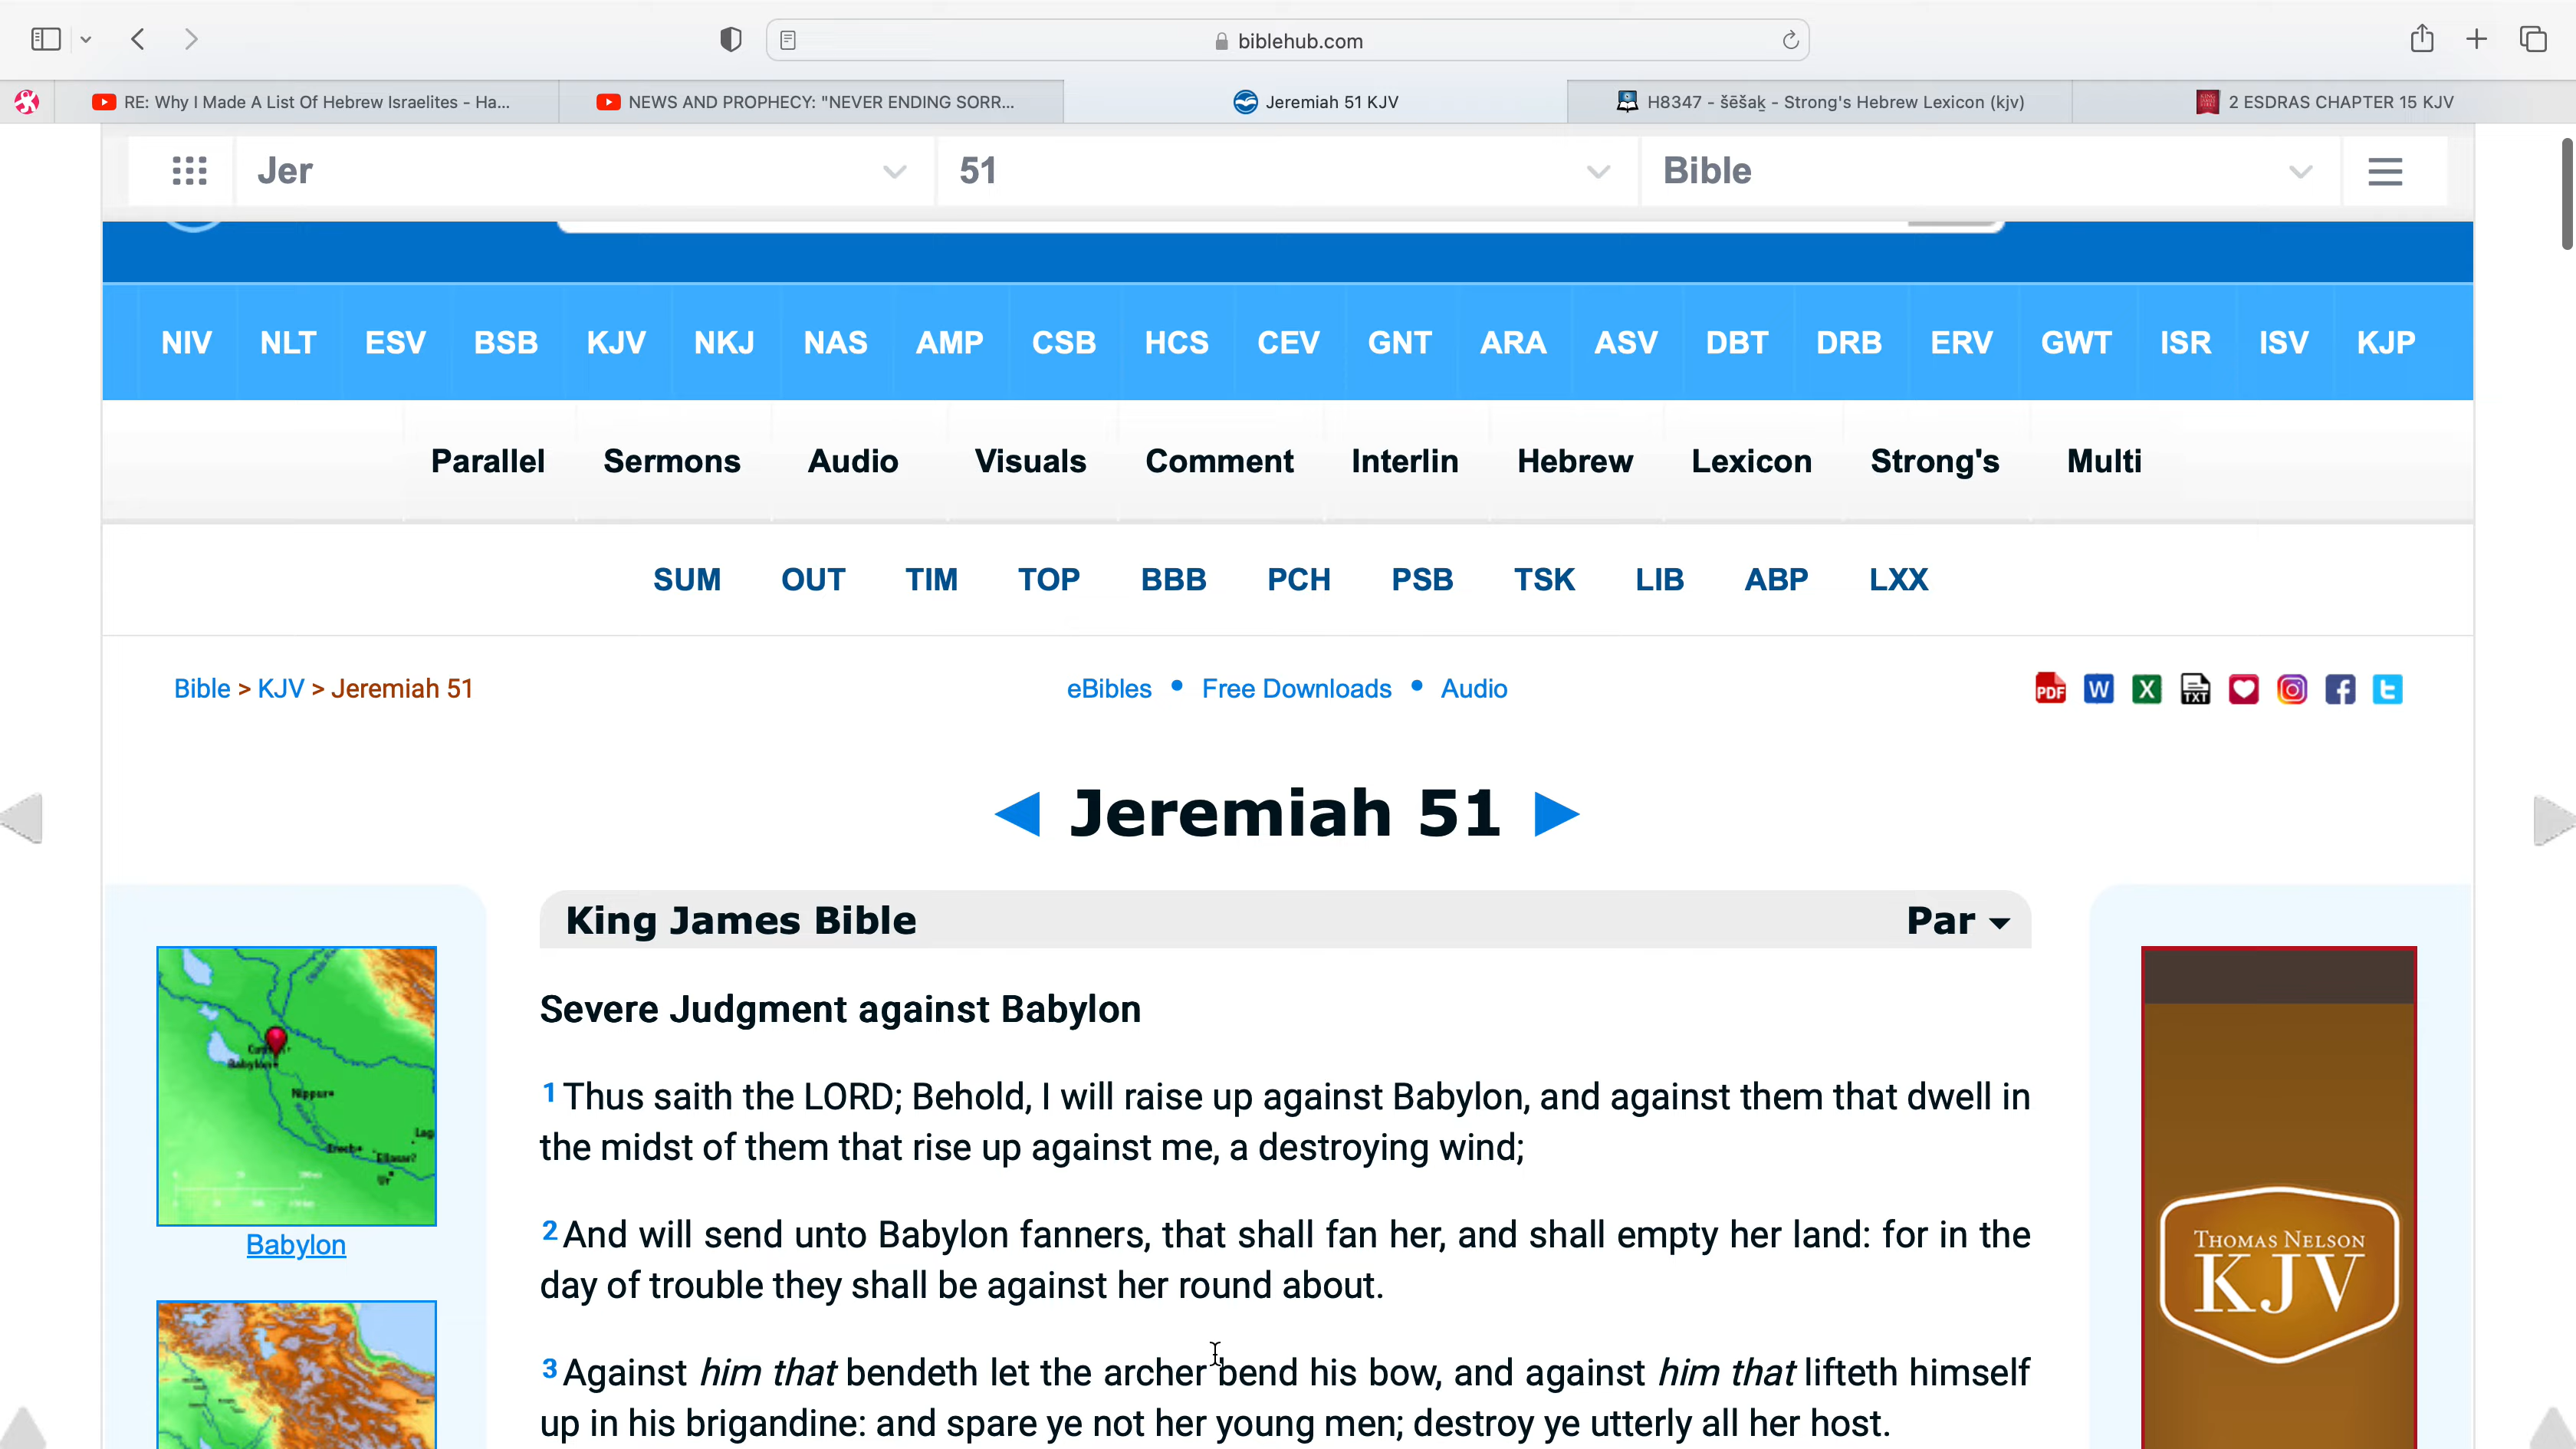 biblehub.com
RE: Why I Made A List Of Hebrew Israelites - Ha...
NEWS AND PROPHECY: "NEVER ENDING SORR...
Jeremiah 51 KJV
H8347 - šēšaḵ - Strong's Hebrew Lexicon (kjv)
2 ESDRAS CHAPTER 15 KJV
Jer
51
Bible
NIV NLT ESV BSB KJV NKJ NAS AMP CSB HCS CEV GNT ARA ASV DBT DRB ERV GWT ISR ISV KJP
Parallel Sermons Audio Visuals Comment Interlin Hebrew Lexicon Strong's Multi
SUM OUT TIM TOP BBB PCH PSB TSK LIB ABP LXX
Bible > KJV > Jeremiah 51
eBibles • Free Downloads • Audio
PDF W X TXT
Jeremiah 51
King James Bible
Par
Severe Judgment against Babylon
1 Thus saith the LORD; Behold, I will raise up against Babylon, and against them that dwell in
the midst of them that rise up against me, a destroying wind;
2 And will send unto Babylon fanners, that shall fan her, and shall empty her land: for in the
day of trouble they shall be against her round about.
3 Against him that bendeth let the archer bend his bow, and against him that lifteth himself
up in his brigandine: and spare ye not her young men; destroy ye utterly all her host.
Babylon
Nippur
Ur
Babylon
THOMAS NELSON
KJV